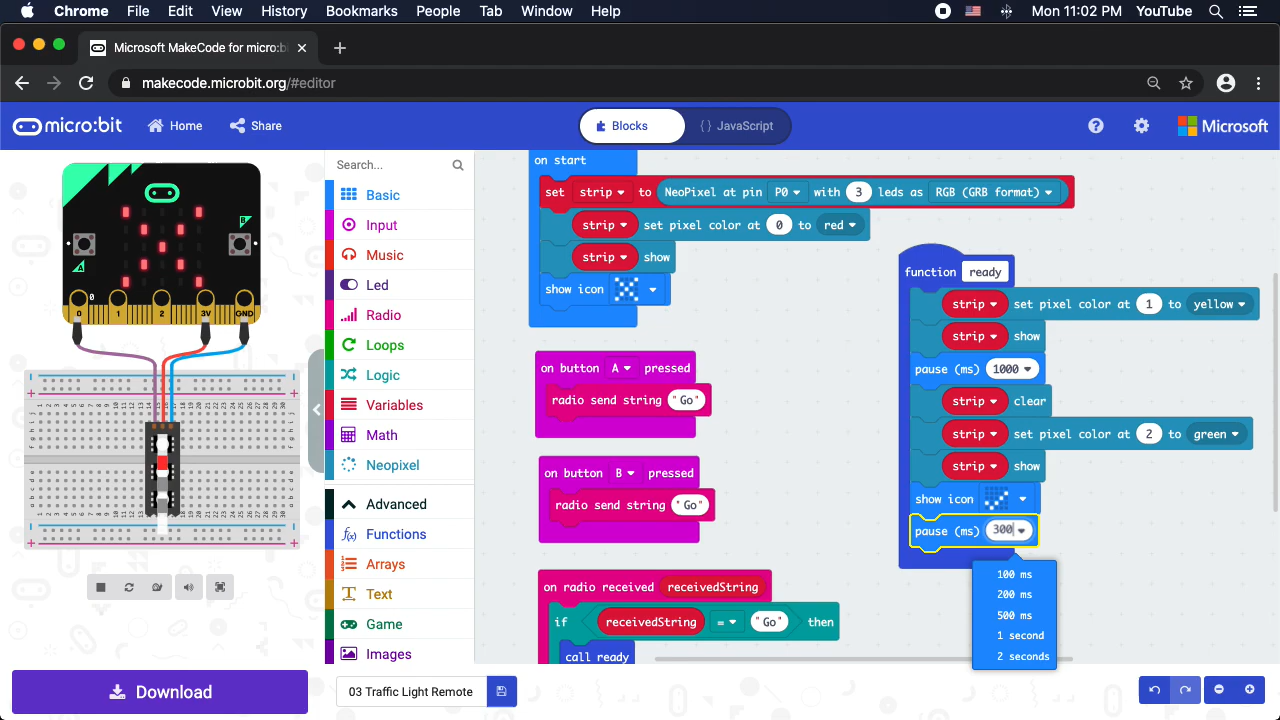 Chrome File Edit View History Bookmarks People Tab Window Help Mon 11:02 PM YouTube
Microsoft MakeCode for micro:bi
makecode.microbit.org/#editor
micro:bit Home Share Blocks JavaScript Microsoft
Search...
Basic
Input
Music
Led
Radio
Loops
Logic
Variables
Math
Neopixel
Advanced
Functions
Arrays
Text
Game
Images
A
B
0 1 2 3V GND
on start
set strip to NeoPixel at pin P0 with 3 leds as RGB (GRB format)
strip set pixel color at 0 to red
strip show
show icon
on button A pressed
radio send string "Go"
on button B pressed
radio send string "Go"
on radio received receivedString
if receivedString = "Go" then
call ready
function ready
strip set pixel color at 1 to yellow
strip show
pause (ms) 1000
strip clear
strip set pixel color at 2 to green
strip show
show icon
pause (ms) 300
100 ms
200 ms
500 ms
1 second
2 seconds
Download
03 Traffic Light Remote